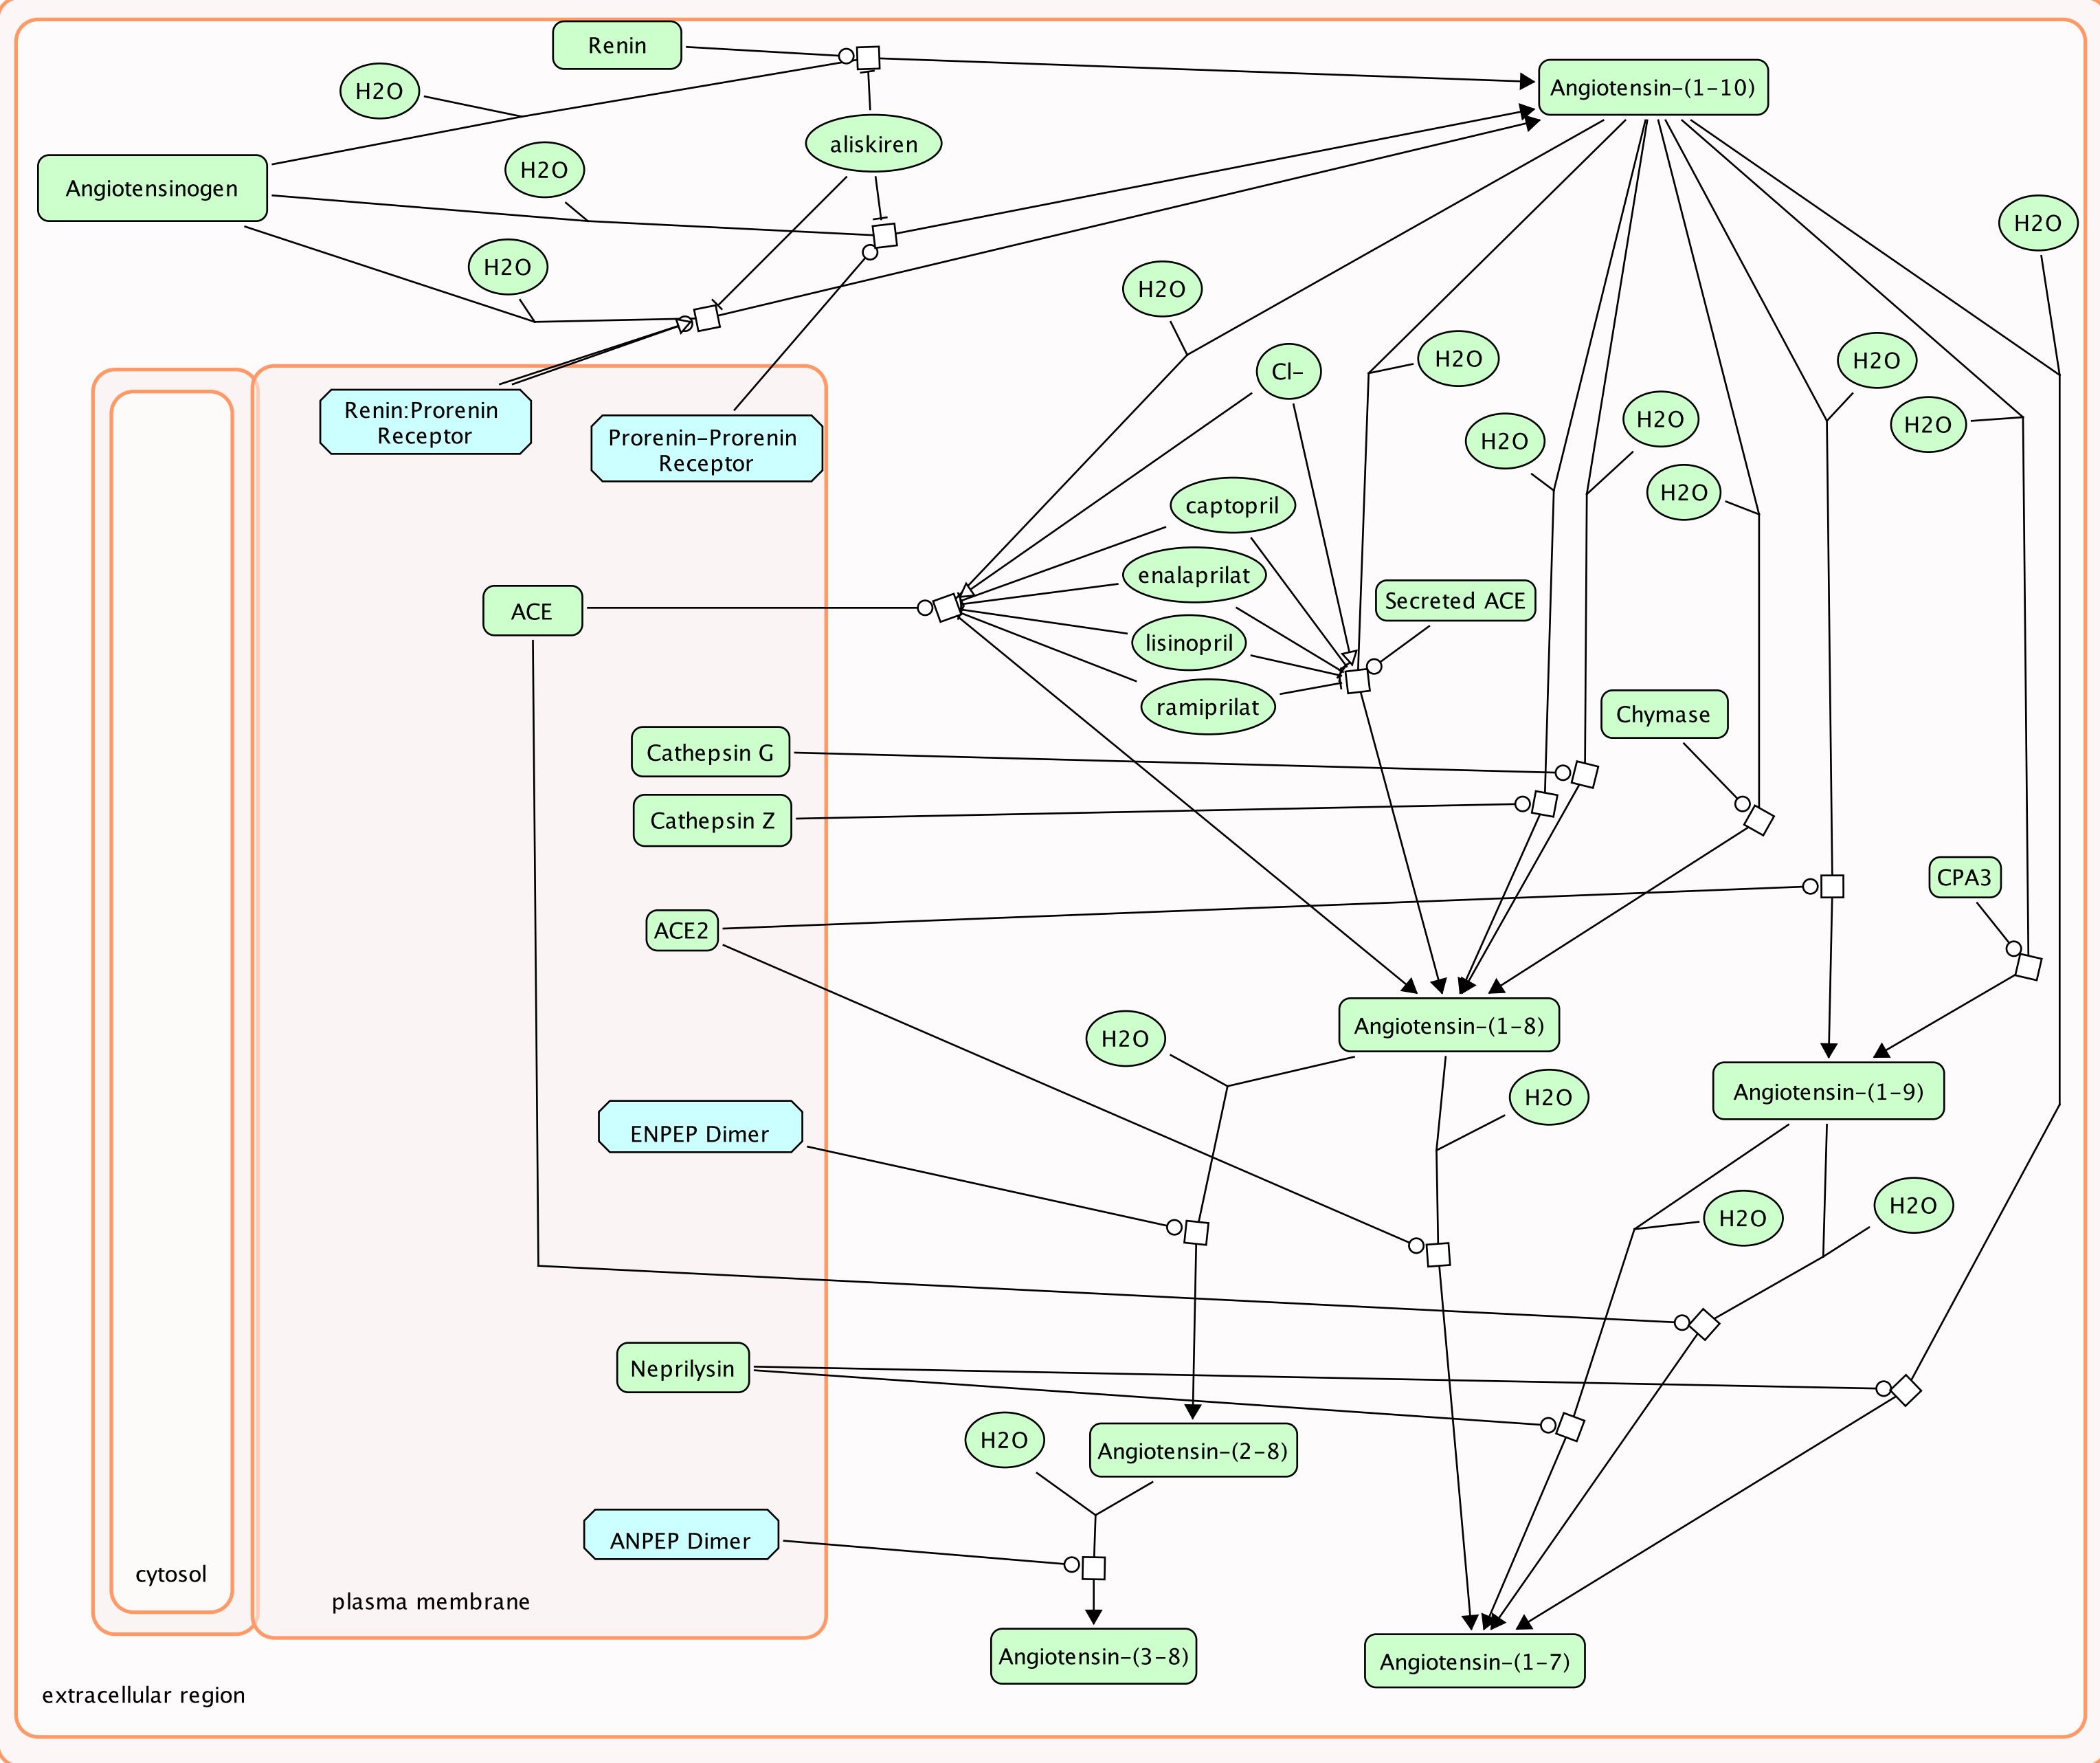 Renin
H2O
Angiotensin-(1-10)
aliskiren
H2O
Angiotensinogen
H2O
H2O
H2O
Cl-
H2O
H2O
Renin:Prorenin
Receptor
Prorenin-Prorenin
Receptor
H2O
H2O
H2O
H2O
captopril
enalaprilat
ACE
Secreted ACE
lisinopril
ramiprilat
Chymase
Cathepsin G
Cathepsin Z
CPA3
ACE2
Angiotensin-(1-8)
H2O
H2O
Angiotensin-(1-9)
ENPEP Dimer
H2O
H2O
Neprilysin
H2O
Angiotensin-(2-8)
ANPEP Dimer
cytosol
plasma membrane
Angiotensin-(3-8)
Angiotensin-(1-7)
extracellular region